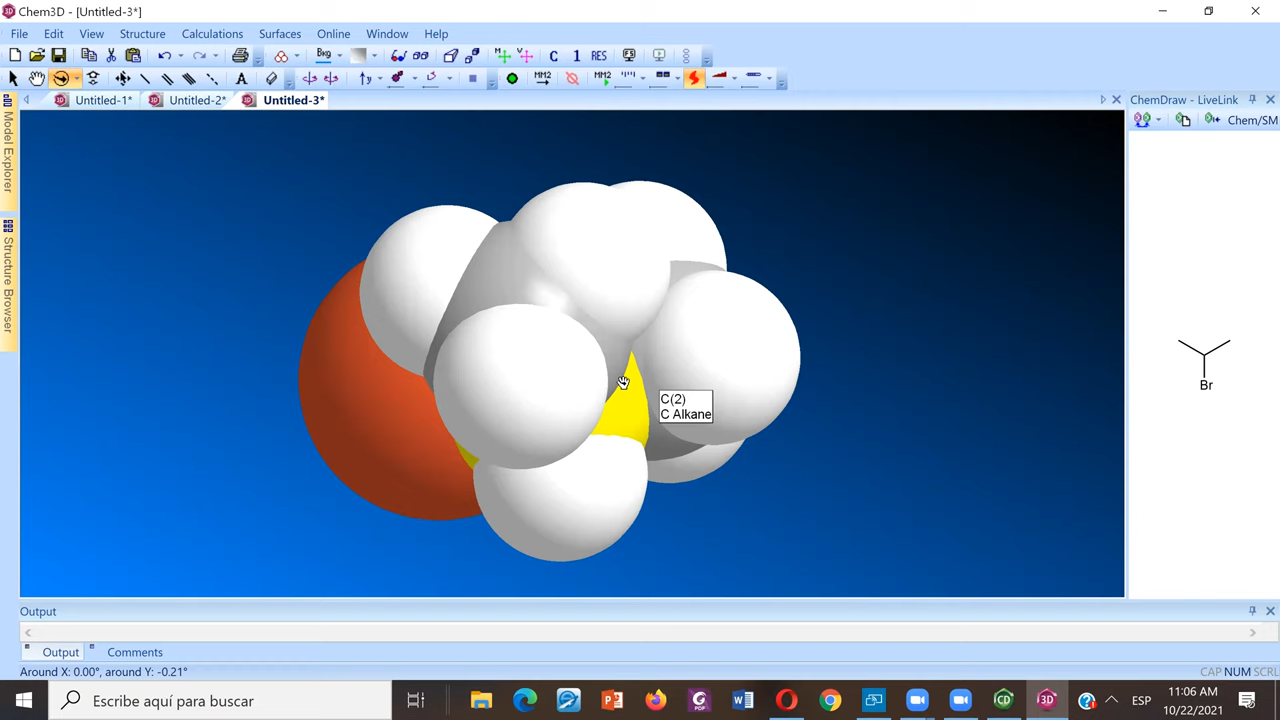 Chem3D - [Untitled-3*]
File Edit View Structure Calculations Surfaces Online Window Help
Bkg M V C 1 RES
A y MM2 MM2
Untitled-1* Untitled-2* Untitled-3*
ChemDraw - LiveLink
Chem/SM
Model Explorer
Structure Browser
C(2)
C Alkane
Br
Output
Output Comments
Around X: 0.00°, around Y: -0.21°
CAP NUM SCRL
Escribe aquí para buscar
ESP
11:06 AM
10/22/2021